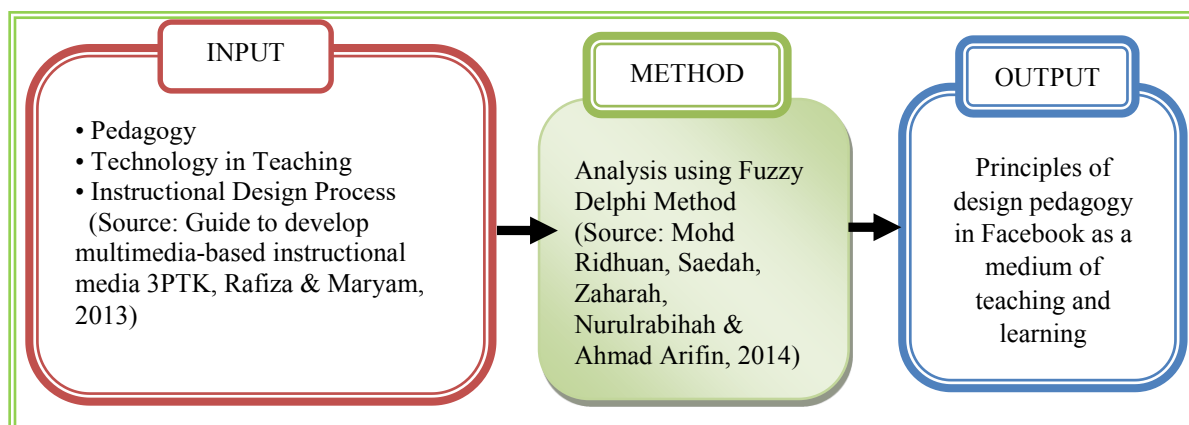 INPUT
• Pedagogy
• Technology in Teaching
• Instructional Design Process
(Source: Guide to develop
multimedia-based instructional
media 3PTK, Rafiza & Maryam,
2013)
METHOD
Analysis using Fuzzy
Delphi Method
(Source: Mohd
Ridhuan, Saedah,
Zaharah,
Nurulrabihah &
Ahmad Arifin, 2014)
OUTPUT
Principles of
design pedagogy
in Facebook as a
medium of
teaching and
learning